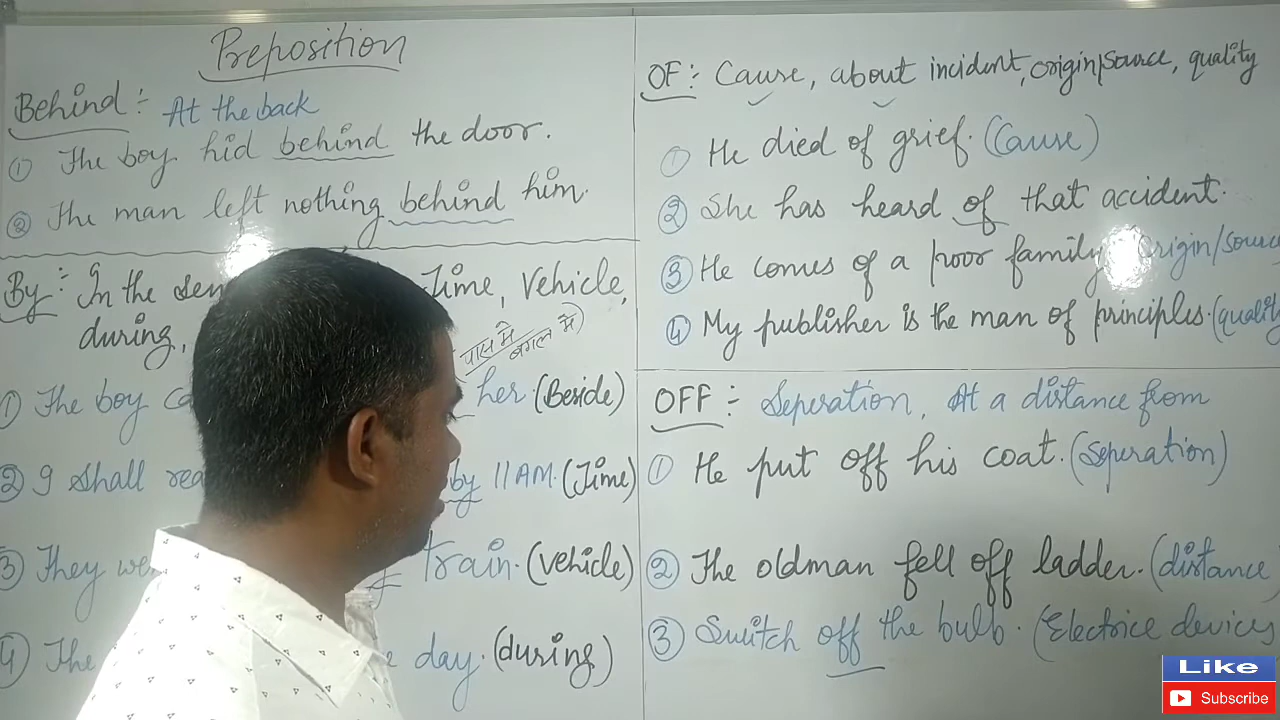 Preposition
Behind :- At the back
① The boy hid behind the door.
② The man left nothing behind him.
By : In the Time, Vehicle,
during,
पास मे
बगल मे)
① The boy her. (Beside)
② I Shall by 11 AM. (Time)
③ They train. (Vehicle)
④ The day. (during)
OF : Cause, about incident, origin/source, quality
① He died of grief. (Cause)
② She has heard of that accident.
③ He comes of a poor family Origin/Source
④ My publisher is the man of principles. (quality
OFF :- Seperation, At a distance from
① He put off his coat. (Seperation)
② The oldman fell off ladder. (distance)
③ Switch off the bulb. (Electrice devices
Like
Subscribe